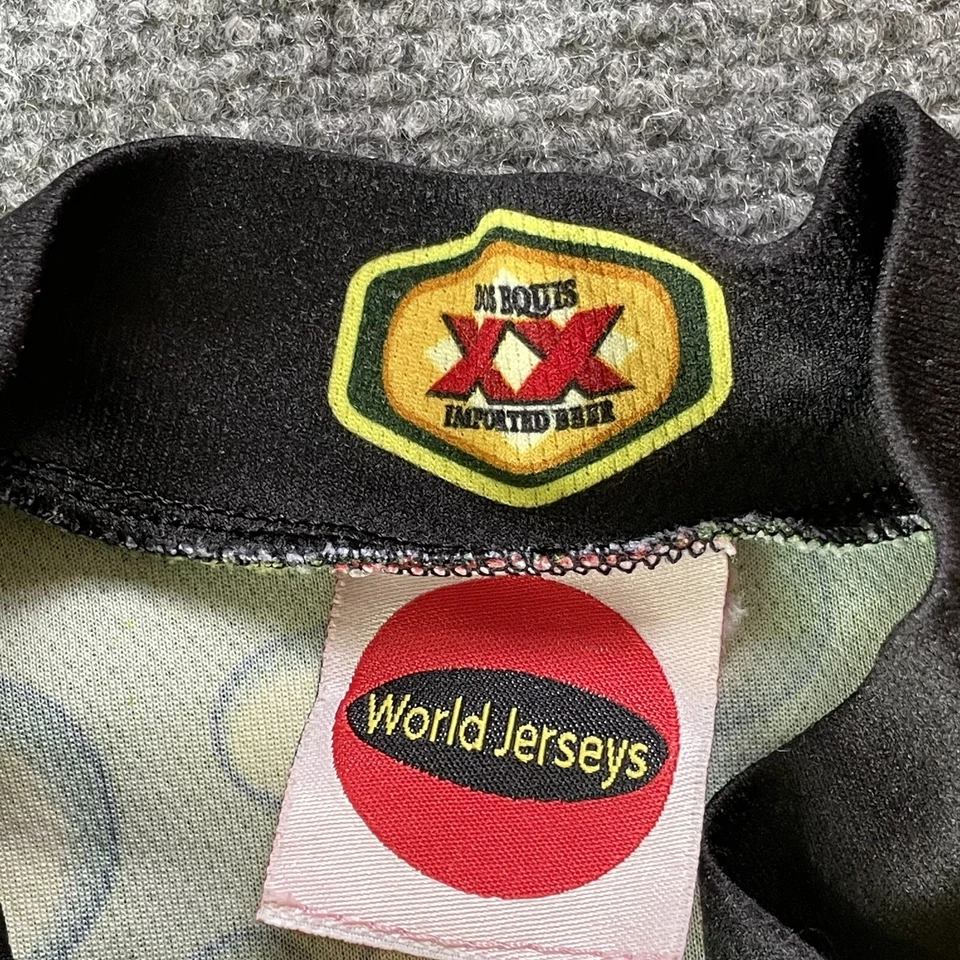 DOS EQUIS
XX
IMPORTED BEER
World Jerseys